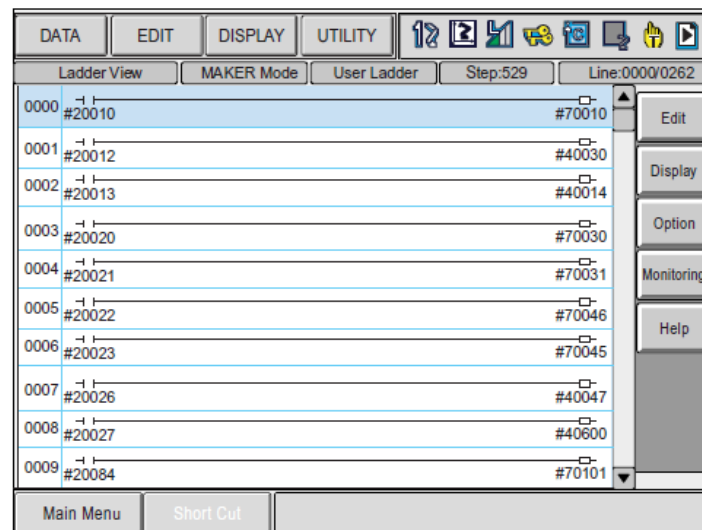 DATA EDIT DISPLAY UTILITY
Ladder View MAKER Mode User Ladder Step:529 Line:0000/0262
0000 #20010 #70010
0001 #20012 #40030
0002 #20013 #40014
0003 #20020 #70030
0004 #20021 #70031
0005 #20022 #70046
0006 #20023 #70045
0007 #20026 #40047
0008 #20027 #40600
0009 #20084 #70101
Edit
Display
Option
Monitoring
Help
Main Menu Short Cut